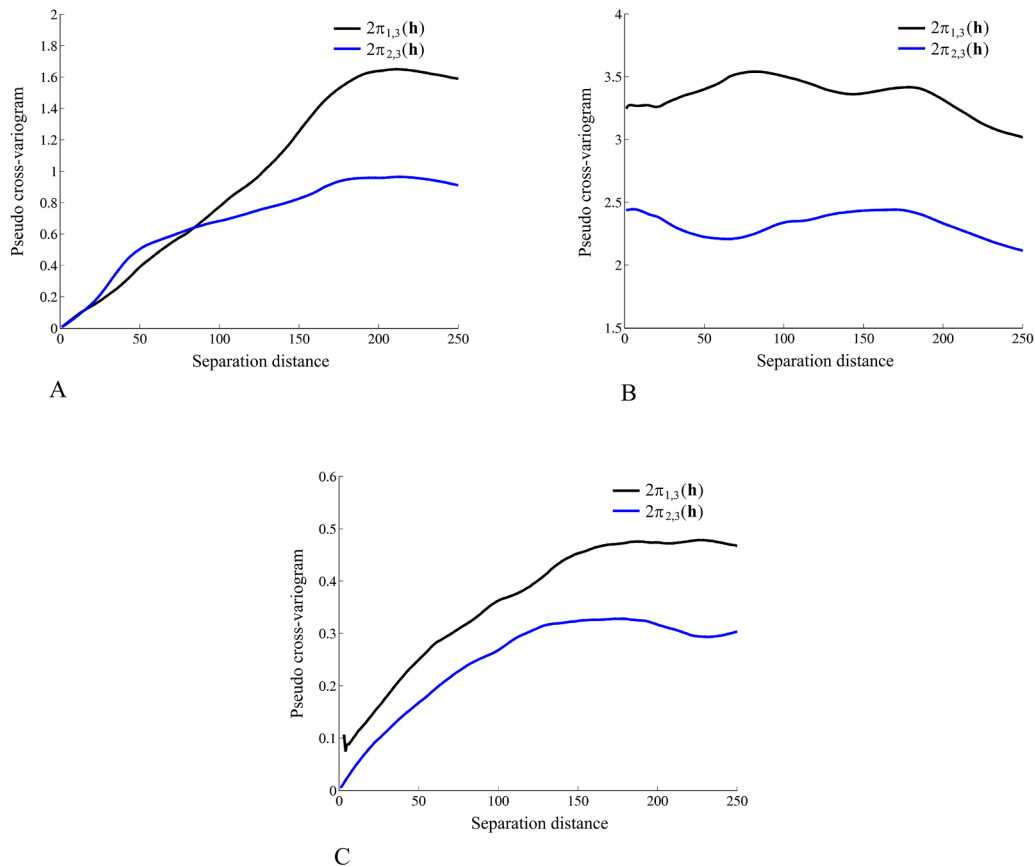 2π1,3(h)
2π2,3(h)
Pseudo cross-variogram
2
1.8
1.6
1.4
1.2
1
0.8
0.6
0.4
0.2
0
0 50 100 150 200 250
Separation distance
A
2π1,3(h)
2π2,3(h)
Pseudo cross-variogram
4
3.5
3
2.5
2
1.5
0 50 100 150 200 250
Separation distance
B
2π1,3(h)
2π2,3(h)
Pseudo cross-variogram
0.6
0.5
0.4
0.3
0.2
0.1
0
0 50 100 150 200 250
Separation distance
C